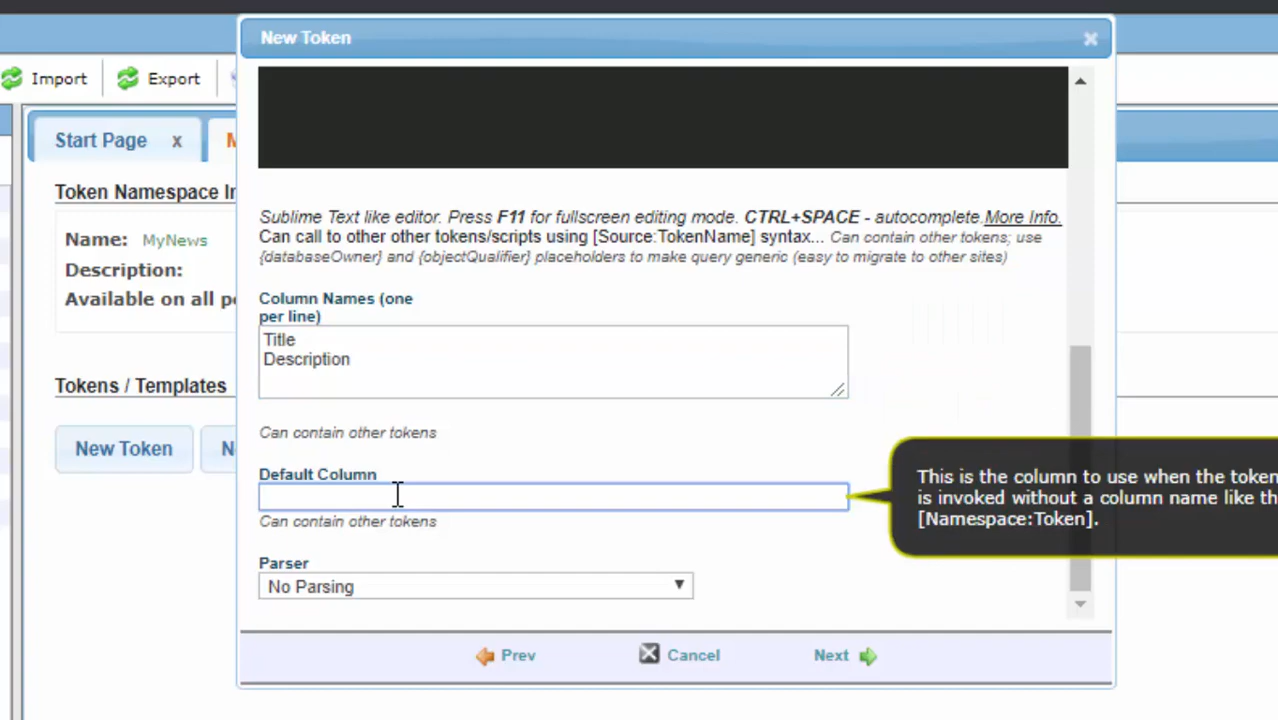 New Token
Import
Export
Start Page x
Token Namespace
Name: MyNews
Description:
Available on all
Tokens / Templates
New Token
Sublime Text like editor. Press F11 for fullscreen editing mode. CTRL+SPACE - autocomplete.More Info.
Can call to other other tokens/scripts using [Source:TokenName] syntax... Can contain other tokens; use
{databaseOwner} and {objectQualifier} placeholders to make query generic (easy to migrate to other sites)
Column Names (one
per line)
Title
Description
Can contain other tokens
Default Column
Can contain other tokens
Parser
No Parsing
This is the column to use when the token
is invoked without a column name like
[Namespace:Token].
Prev
Cancel
Next